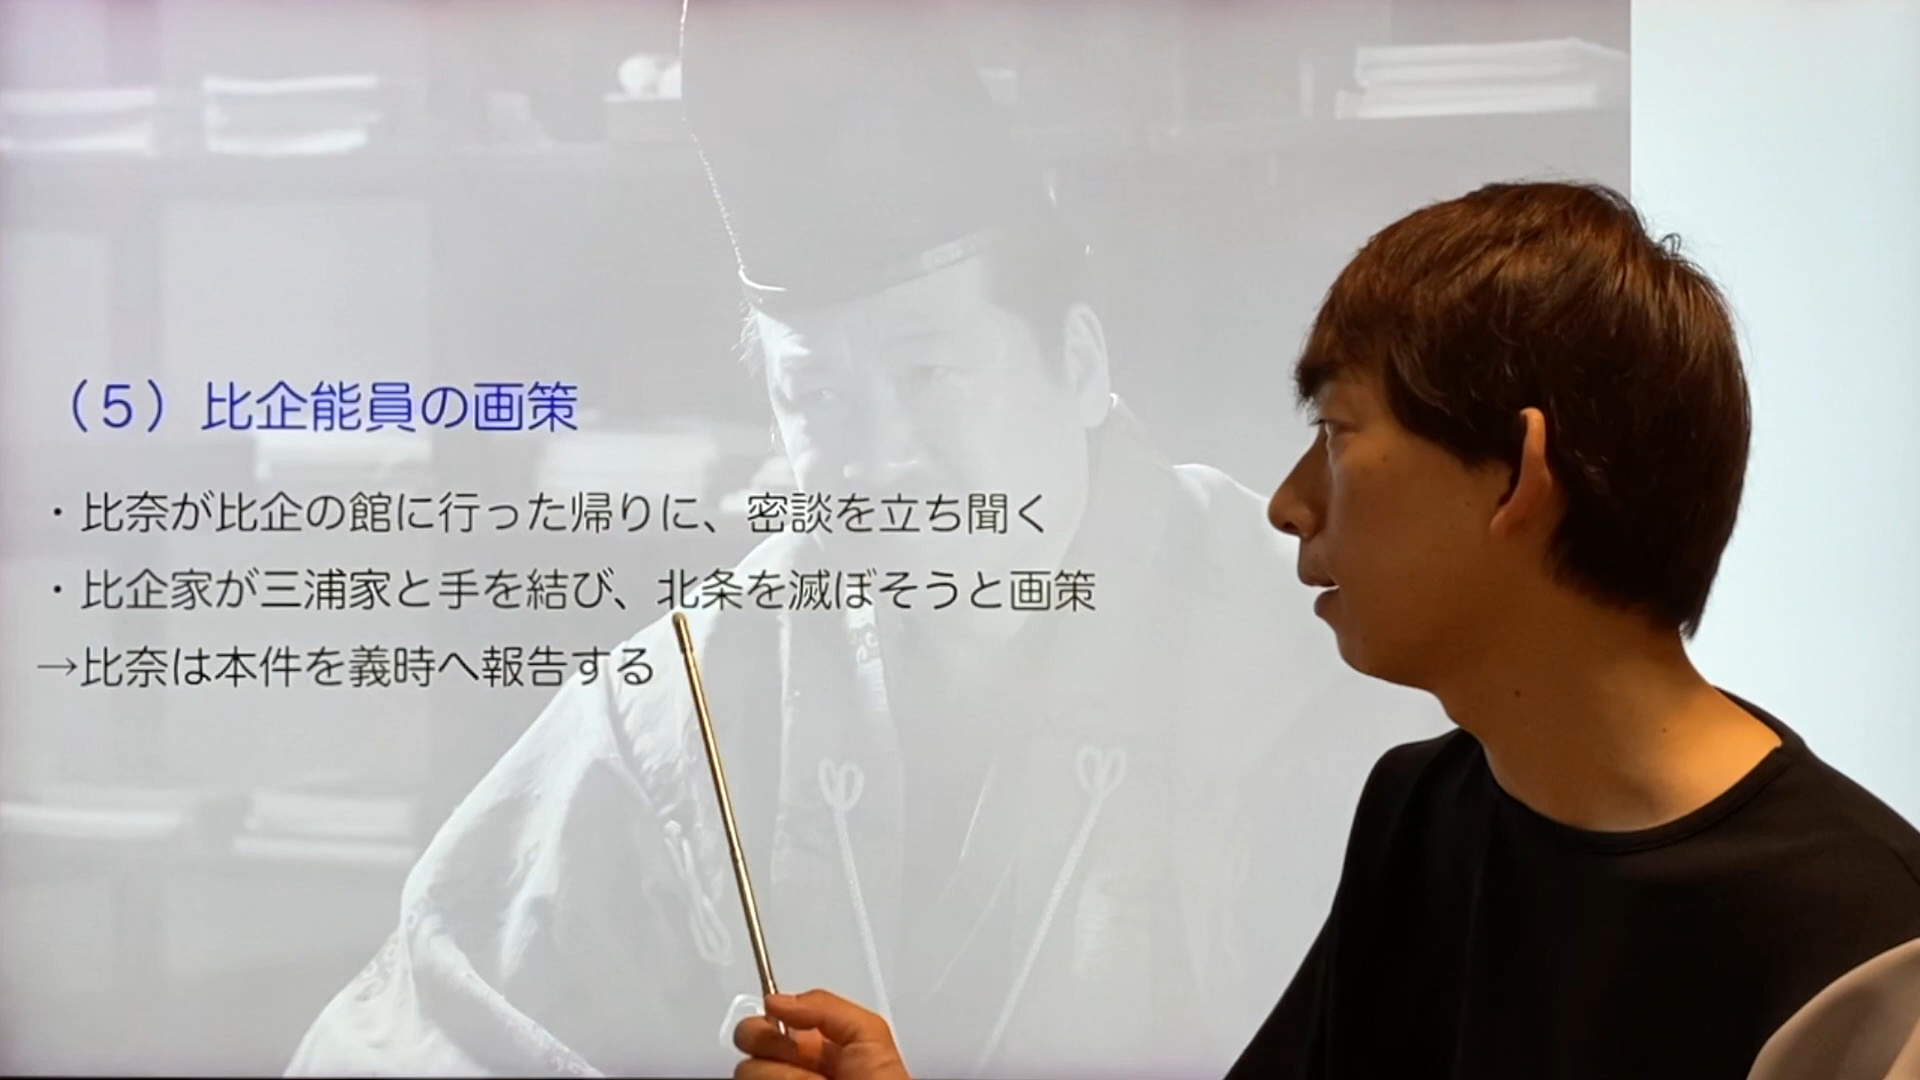 （５）比企能員の画策
・比奈が比企の館に行った帰りに、密談を立ち聞く
・比企家が三浦家と手を結び、北条を滅ぼそうと画策
→比奈は本件を義時へ報告する